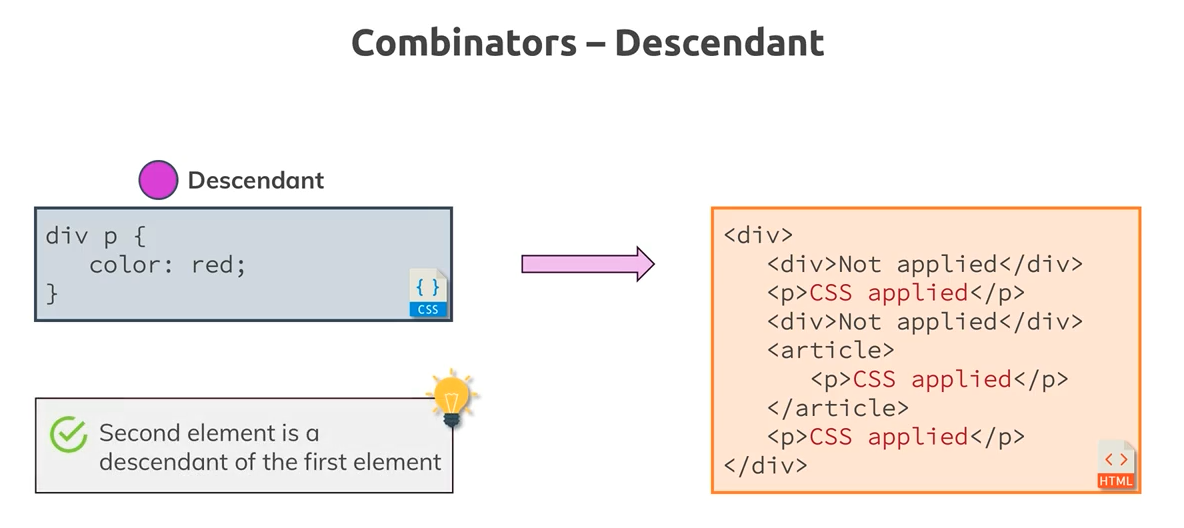 Combinators – Descendant
Descendant
div p {
color: red;
}
{ }
CSS
Second element is a
descendant of the first element
<div>
<div>Not applied</div>
<p>CSS applied</p>
<div>Not applied</div>
<article>
<p>CSS applied</p>
</article>
<p>CSS applied</p>
</div>
< >
HTML